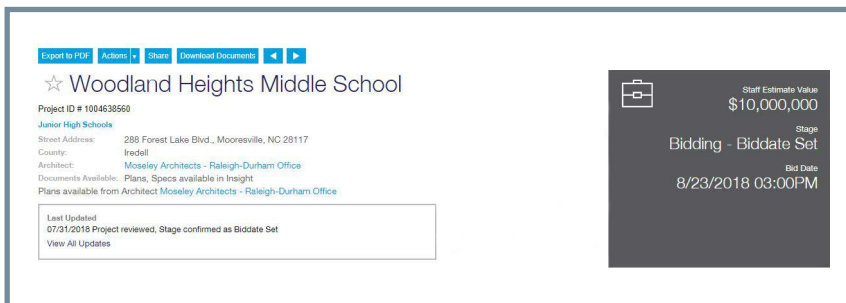 Export to PDF Actions Share Download Documents
Woodland Heights Middle School
Project ID # 1004638560
Junior High Schools
Street Address: 288 Forest Lake Blvd., Mooresville, NC 28117
County: Iredell
Architect: Moseley Architects - Raleigh-Durham Office
Documents Available: Plans, Specs available in Insight
Plans available from Architect Moseley Architects - Raleigh-Durham Office
Last Updated
07/31/2018 Project reviewed, Stage confirmed as Biddate Set
View All Updates
Staff Estimate Value
$10,000,000
Stage
Bidding - Biddate Set
Bid Date
8/23/2018 03:00PM